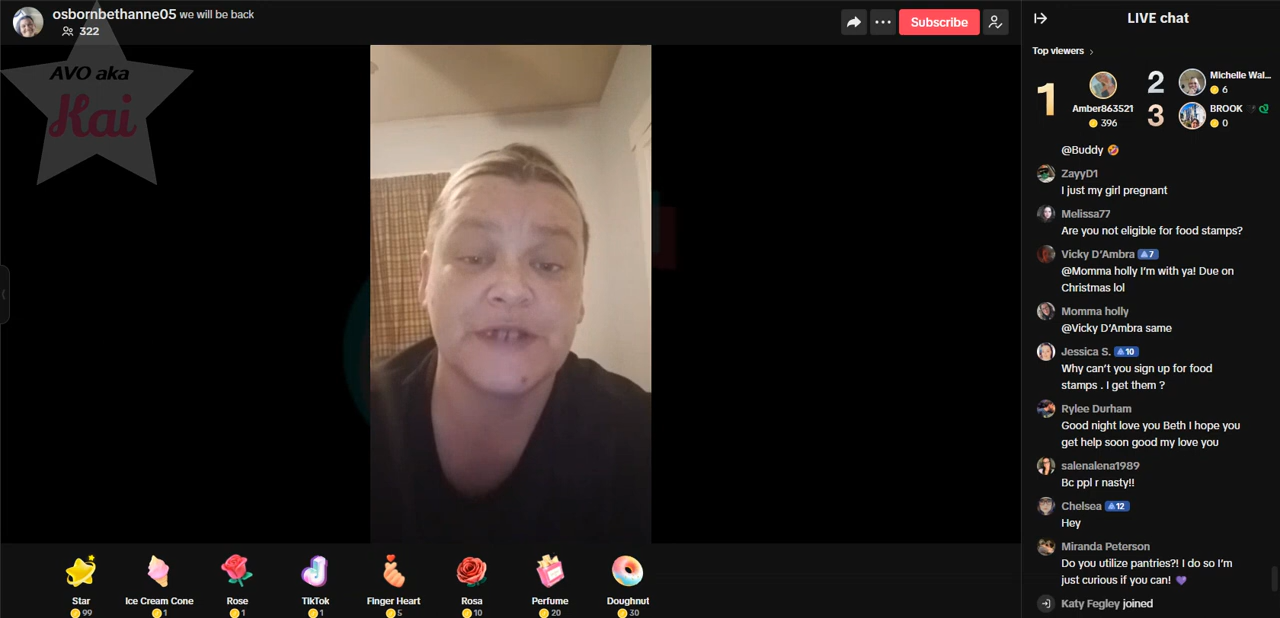 osbornbethanne05 we will be back
322
Subscribe
AVO aka
Kai
LIVE chat
Top viewers
1
Amber863521
396
2
Michelle Wal...
6
3
BROOK
0
@Buddy 🤣
ZayyD1
I just my girl pregnant
Melissa77
Are you not eligible for food stamps?
Vicky D'Ambra 7
@Momma holly I'm with ya! Due on
Christmas lol
Momma holly
@Vicky D'Ambra same
Jessica S. 10
Why can't you sign up for food
stamps . I get them ?
Rylee Durham
Good night love you Beth I hope you
get help soon good my love you
salenalena1989
Bc ppl r nasty!!
Chelsea 12
Hey
Miranda Peterson
Do you utilize pantries?! I do so I'm
just curious if you can! 💜
Katy Fegley joined
Star
99
Ice Cream Cone
1
Rose
1
TikTok
1
Finger Heart
5
Rosa
10
Perfume
20
Doughnut
30